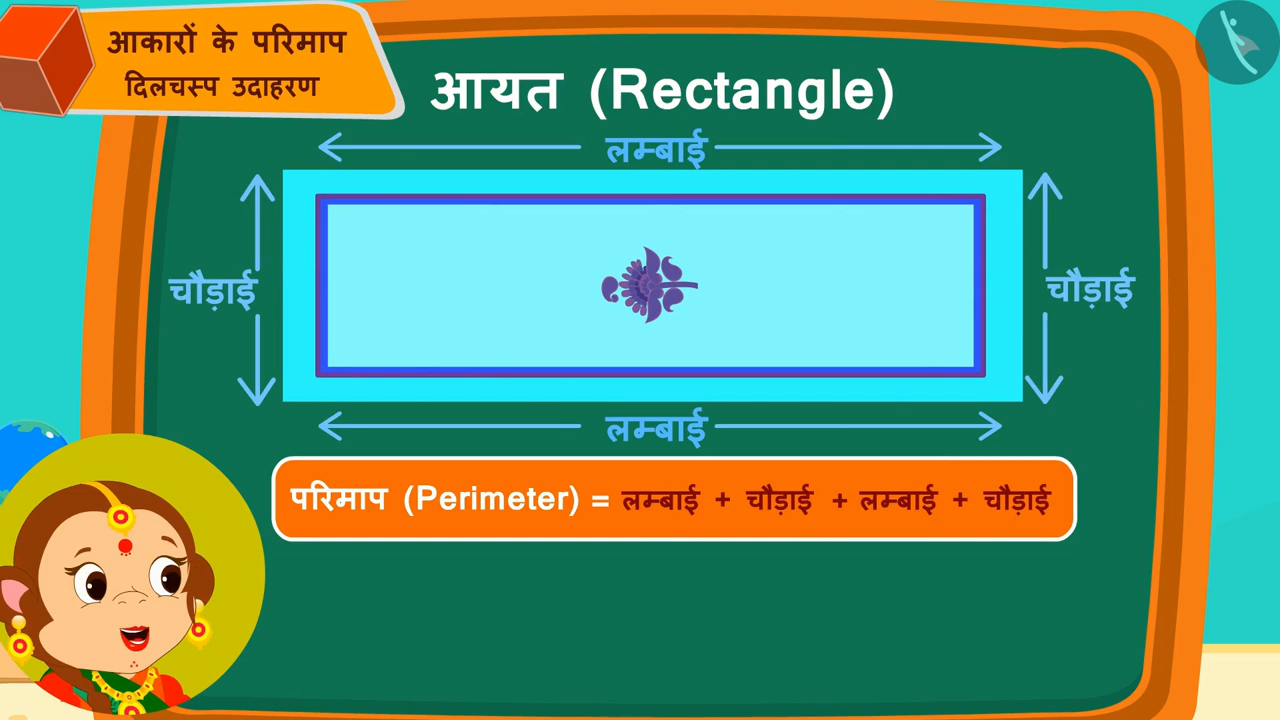 आकारों के परिमाप
दिलचस्प उदाहरण
आयत (Rectangle)
लम्बाई
चौड़ाई
चौड़ाई
लम्बाई
परिमाप (Perimeter) = लम्बाई + चौड़ाई + लम्बाई + चौड़ाई